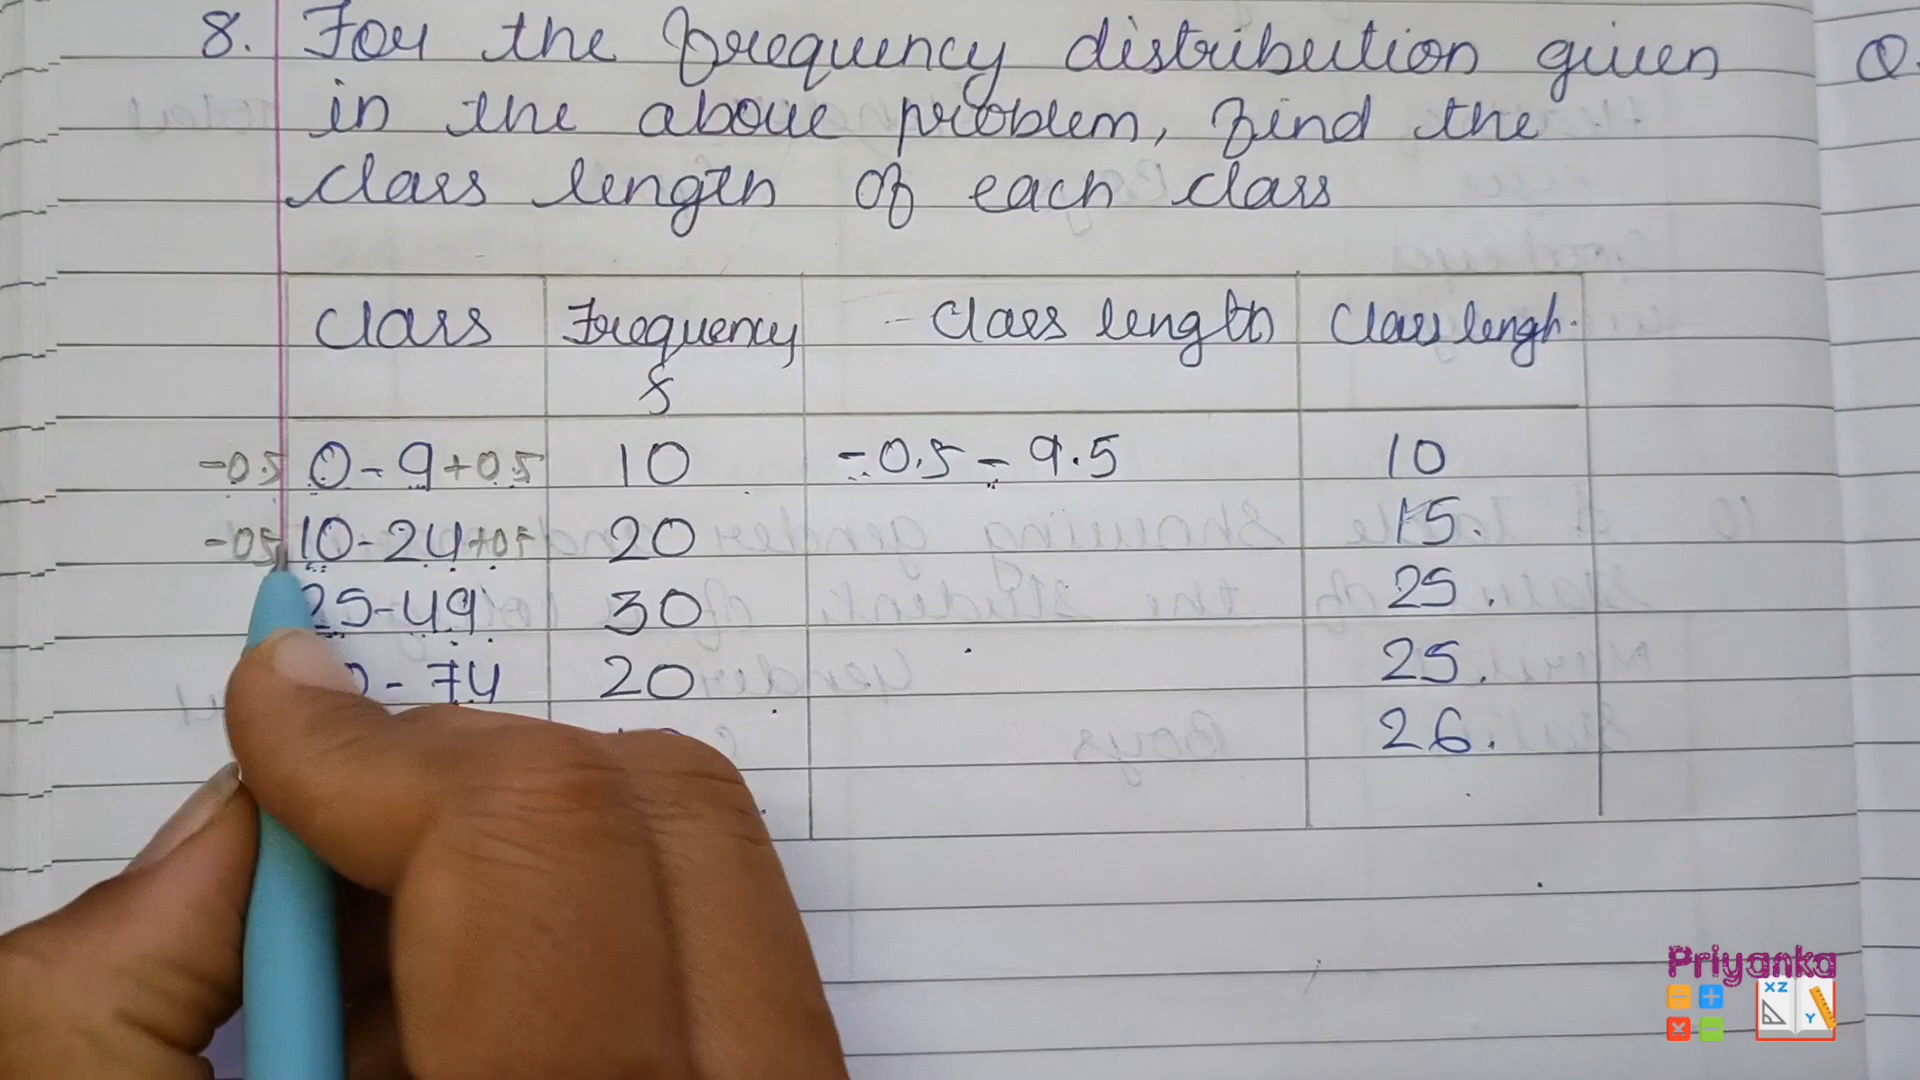 8. For the frequency distribution given
in the above problem, find the
class length of each class
Q.
Class Frequency f - Class length Class lengh.
-0.5 0-9 +0.5 10 -0.5 - 9.5 10
-0.5 10-24 +0.5 20 15.
25-49 30 25.
- 74 20 25.
26.
Priyanka
XZ
Y